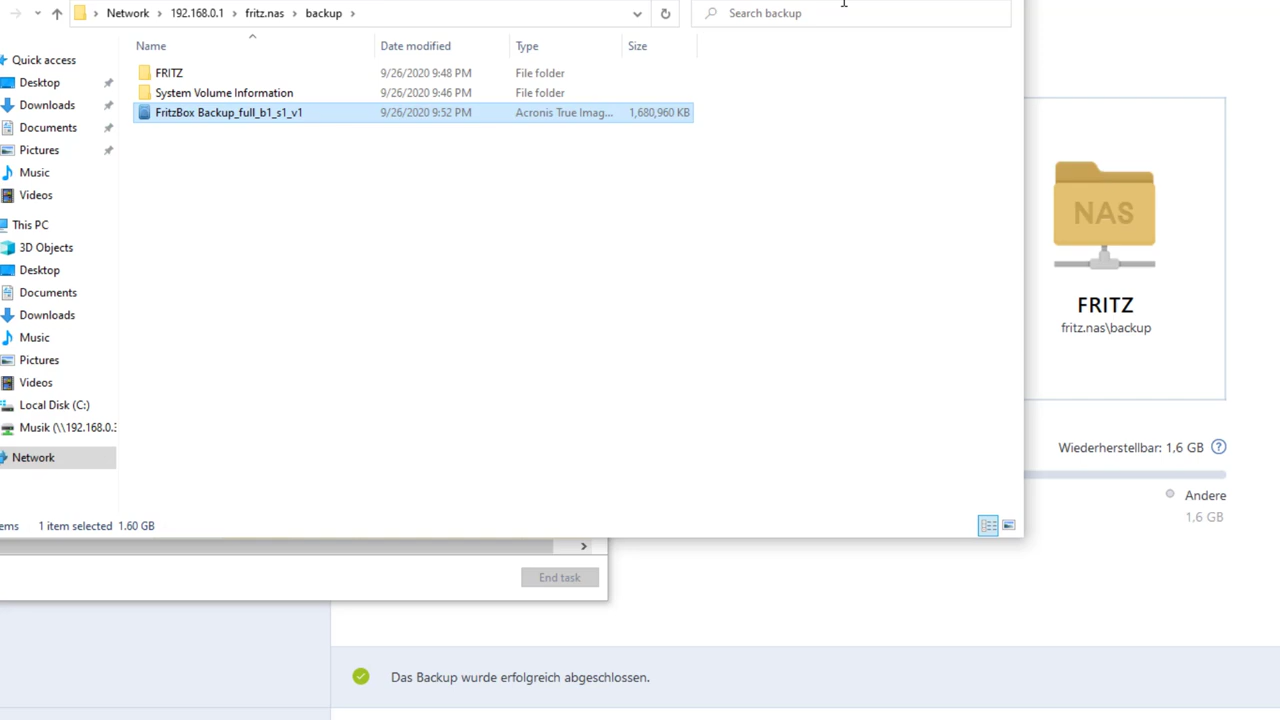 Network > 192.168.0.1 > fritz.nas > backup >
Search backup
Name Date modified Type Size
FRITZ 9/26/2020 9:48 PM File folder
System Volume Information 9/26/2020 9:46 PM File folder
FritzBox Backup_full_b1_s1_v1 9/26/2020 9:52 PM Acronis True Imag... 1,680,960 KB
Quick access
Desktop
Downloads
Documents
Pictures
Music
Videos
This PC
3D Objects
Desktop
Documents
Downloads
Music
Pictures
Videos
Local Disk (C:)
Musik (\\192.168.0.3
Network
ems 1 item selected 1.60 GB
End task
NAS
FRITZ
fritz.nas\backup
Wiederherstellbar: 1,6 GB ?
Andere
1,6 GB
Das Backup wurde erfolgreich abgeschlossen.